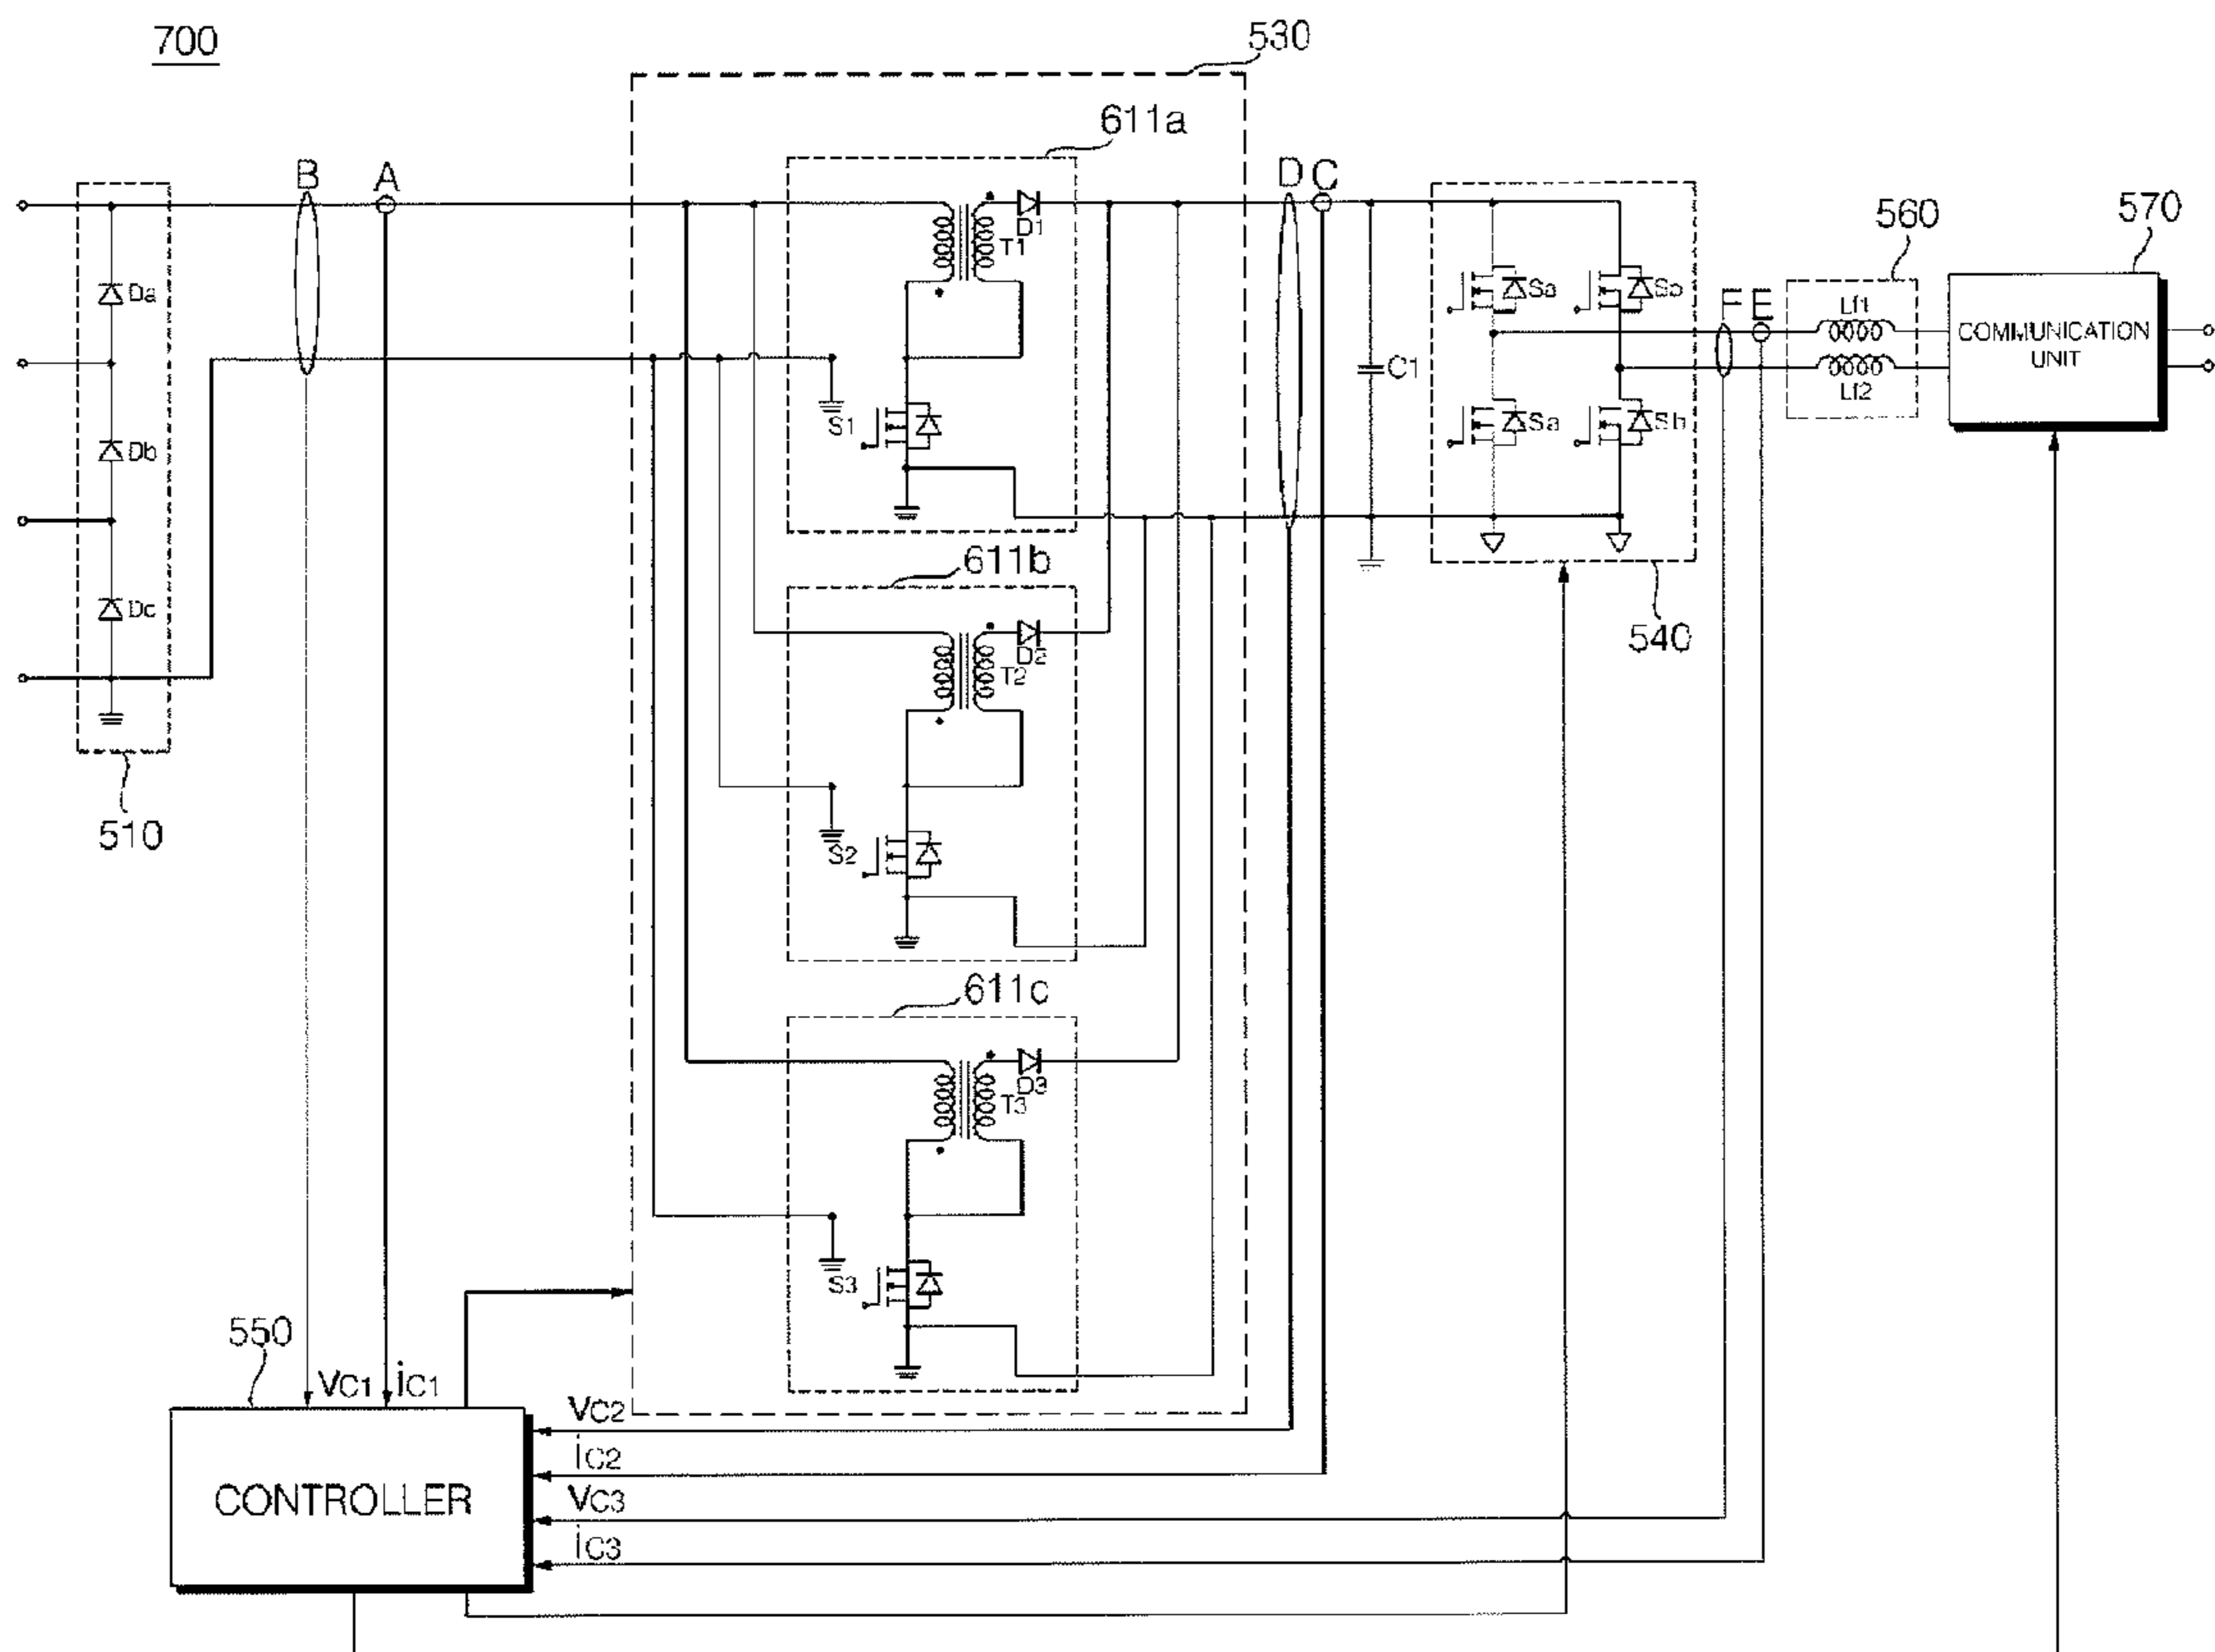 700
530
611a
B
A
D
C
D1
T1
560
570
Da
Sa
F
E
Lf1
Lf2
COMMUNICATION
UNIT
C1
S1
Sa
Sb
Db
611b
Dc
D2
T2
540
510
S2
611c
D3
T3
S3
550
VC1
iC1
VC2
iC2
VC3
iC3
CONTROLLER